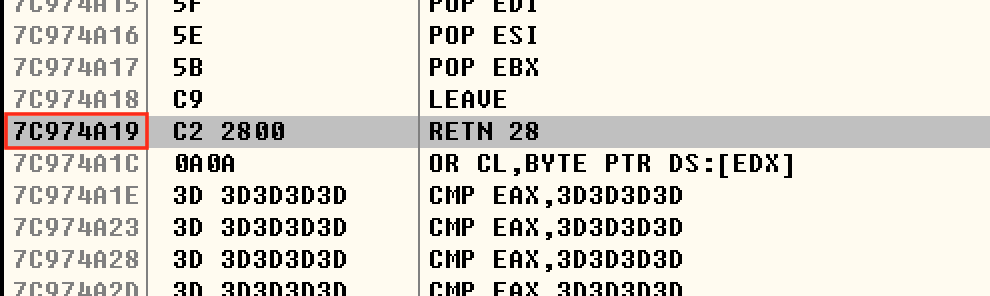 7C974A15 5F POP EDI
7C974A16 5E POP ESI
7C974A17 5B POP EBX
7C974A18 C9 LEAVE
7C974A19 C2 2800 RETN 28
7C974A1C 0A0A OR CL,BYTE PTR DS:[EDX]
7C974A1E 3D 3D3D3D3D CMP EAX,3D3D3D3D
7C974A23 3D 3D3D3D3D CMP EAX,3D3D3D3D
7C974A28 3D 3D3D3D3D CMP EAX,3D3D3D3D
7C974A2D 3D 3D3D3D3D CMP EAX,3D3D3D3D